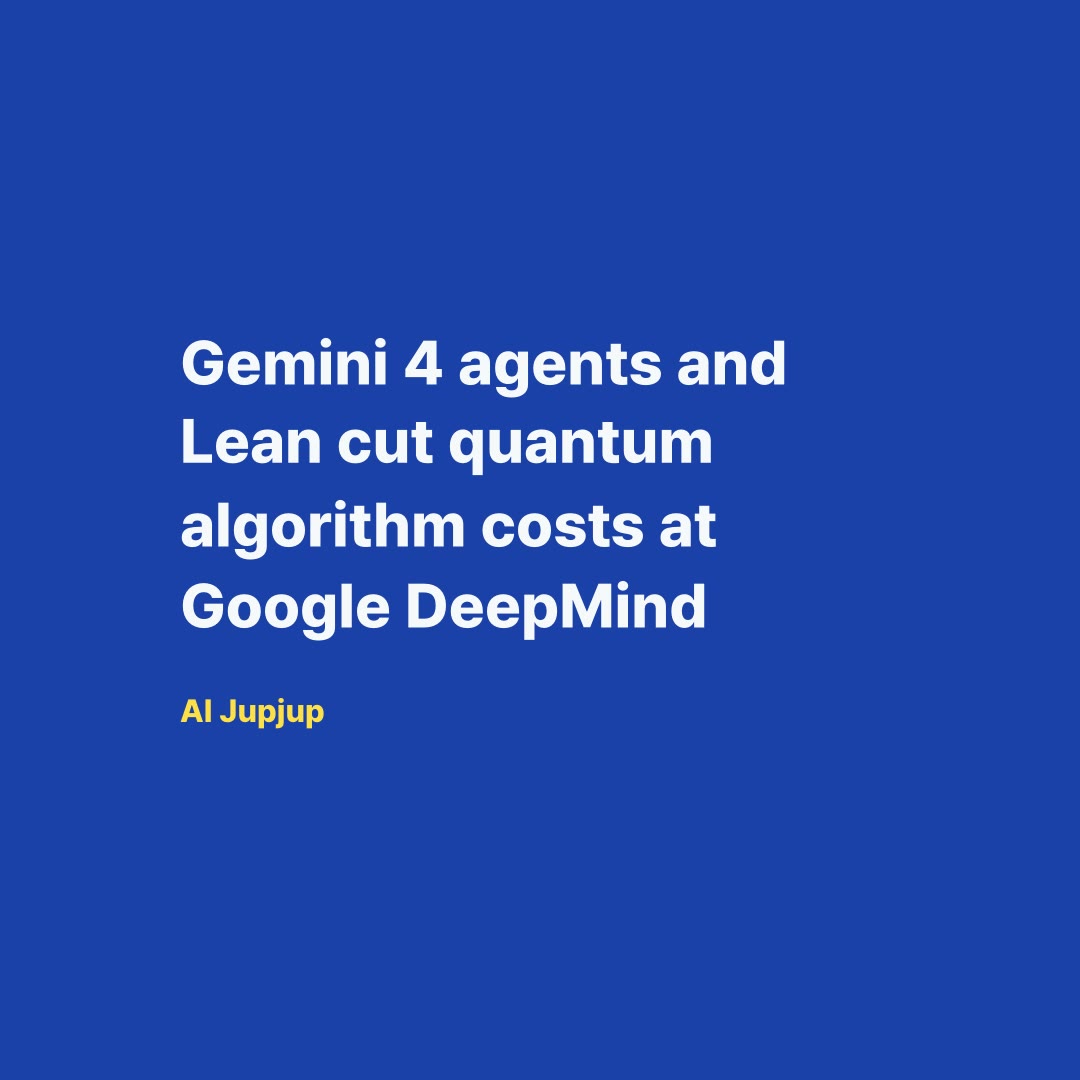 Gemini 4 agents and
Lean cut quantum
algorithm costs at
Google DeepMind
AI Jupjup